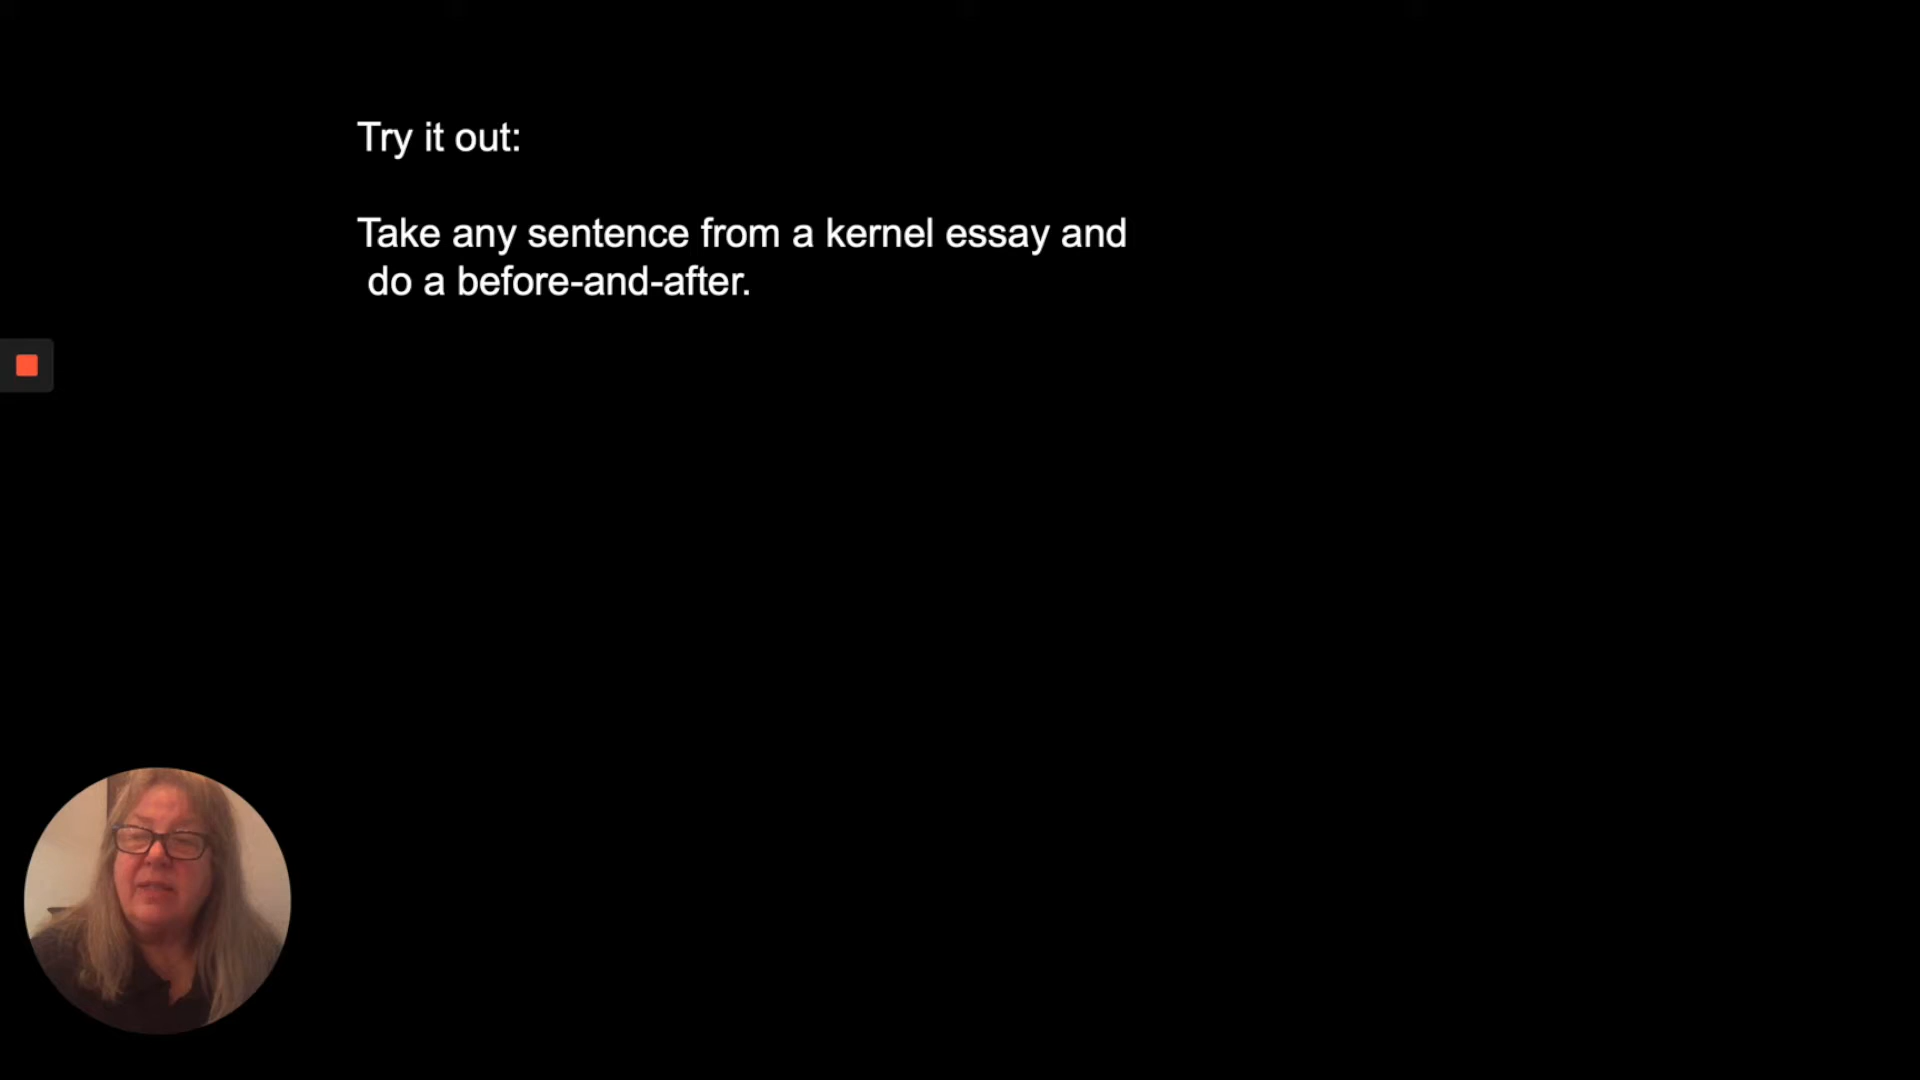 Try it out:
Take any sentence from a kernel essay and
do a before-and-after.